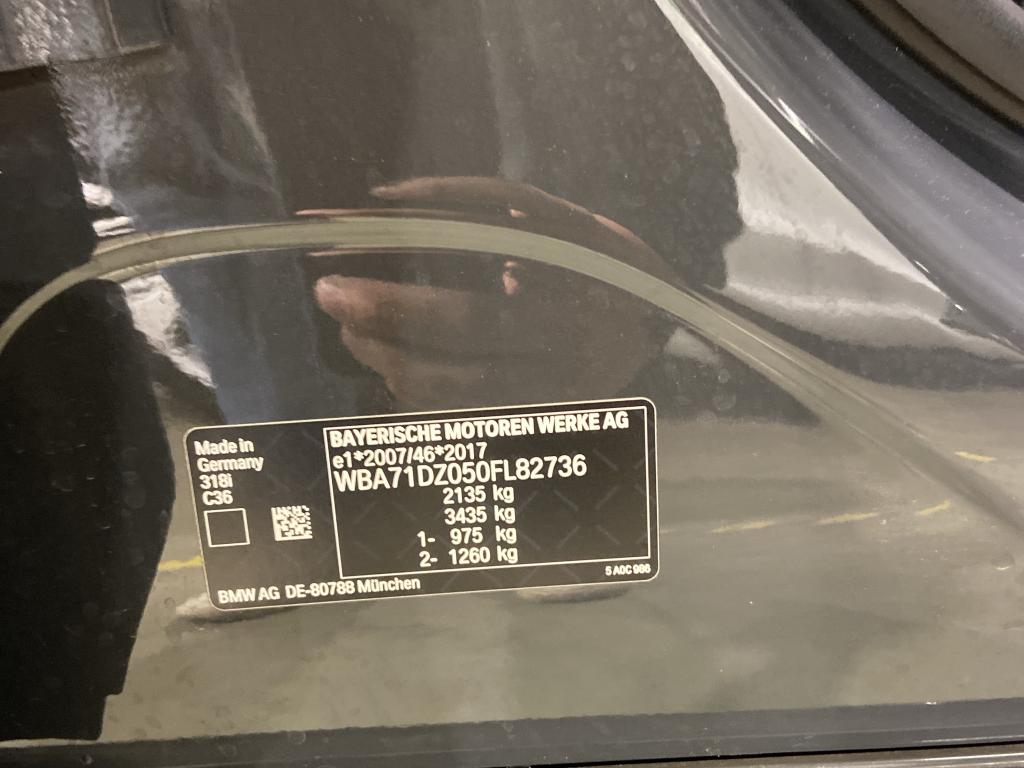 Made in
Germany
318i
C36
BAYERISCHE MOTOREN WERKE AG
e1*2007/46*2017
WBA71DZ050FL82736
2135 kg
3435 kg
1- 975 kg
2- 1260 kg
BMW AG DE-80788 München
5 A0C 986